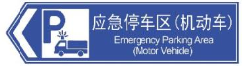 P
应急停车区(机动车)
Emergency Parking Area
(Motor Vehicle)